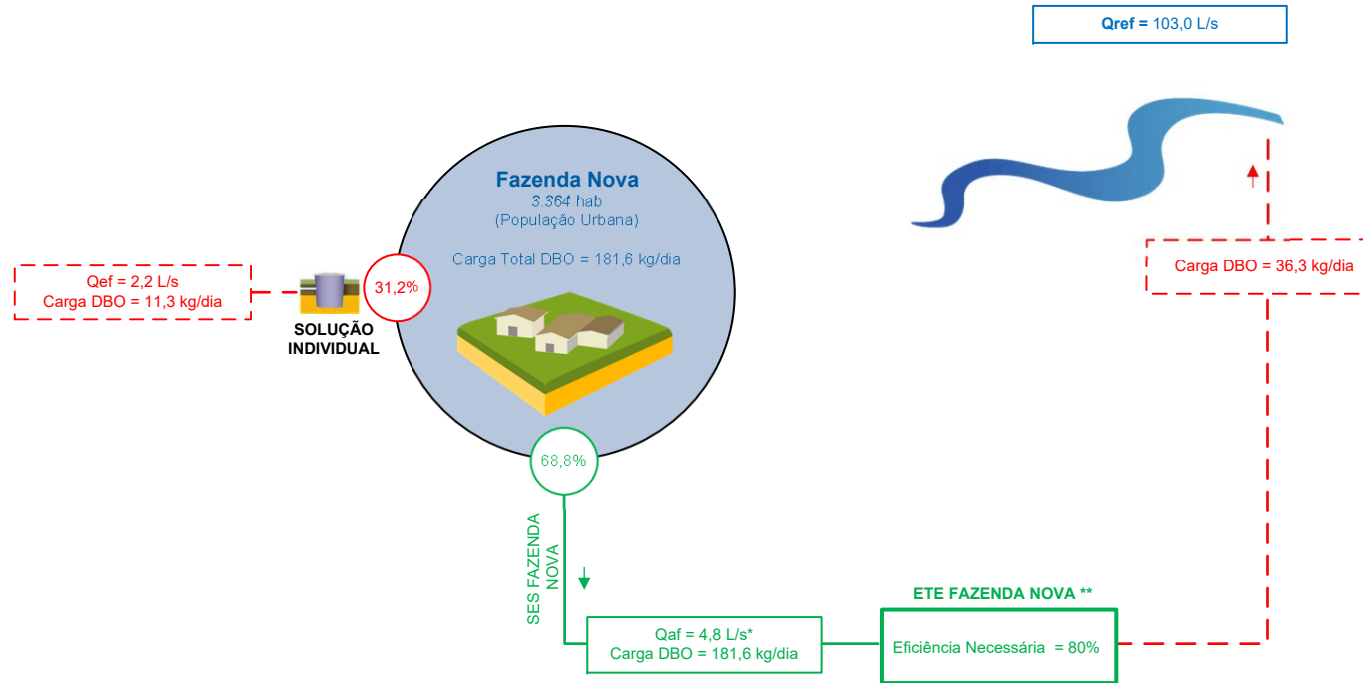 Qref = 103,0 L/s
Fazenda Nova
3.364 hab
(População Urbana)
Carga Total DBO = 181,6 kg/dia
Qef = 2,2 L/s
Carga DBO = 11,3 kg/dia
SOLUÇÃO
INDIVIDUAL
31,2%
Carga DBO = 36,3 kg/dia
68,8%
SES FAZENDA
NOVA
Qaf = 4,8 L/s*
Carga DBO = 181,6 kg/dia
ETE FAZENDA NOVA **
Eficiência Necessária = 80%